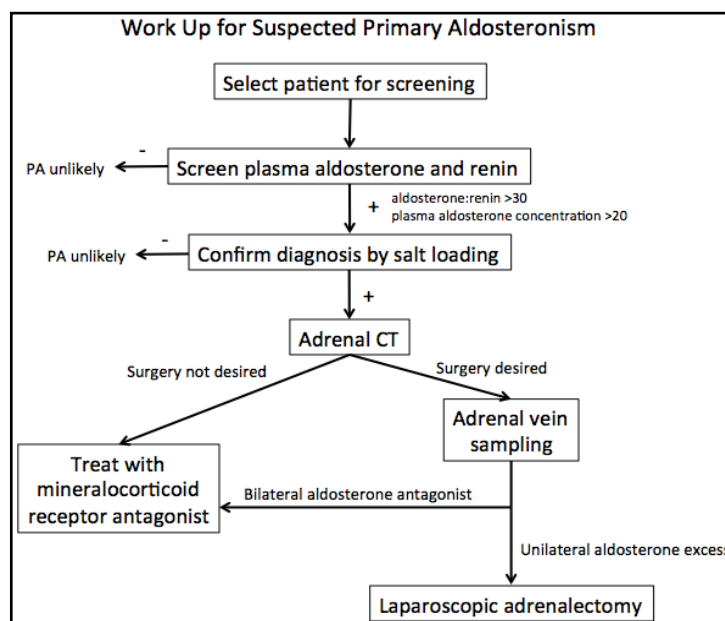 Work Up for Suspected Primary Aldosteronism
Select patient for screening
-
PA unlikely
Screen plasma aldosterone and renin
+
aldosterone:renin >30
plasma aldosterone concentration >20
-
PA unlikely
Confirm diagnosis by salt loading
+
Adrenal CT
Surgery not desired
Surgery desired
Adrenal vein
sampling
Treat with
mineralocorticoid
receptor antagonist
Bilateral aldosterone antagonist
Unilateral aldosterone excess
Laparoscopic adrenalectomy